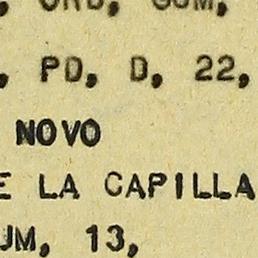 , PD, D, 22,
NOVO
E LA CAPILLA
UM, 13,